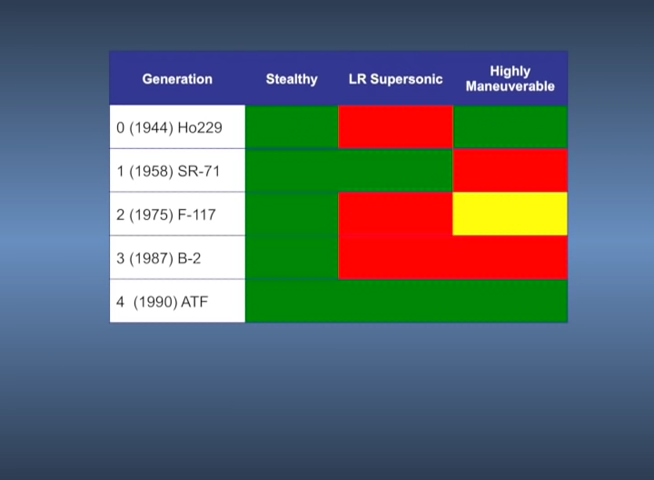 Generation Stealthy LR Supersonic Highly Maneuverable
0 (1944) Ho229
1 (1958) SR-71
2 (1975) F-117
3 (1987) B-2
4 (1990) ATF